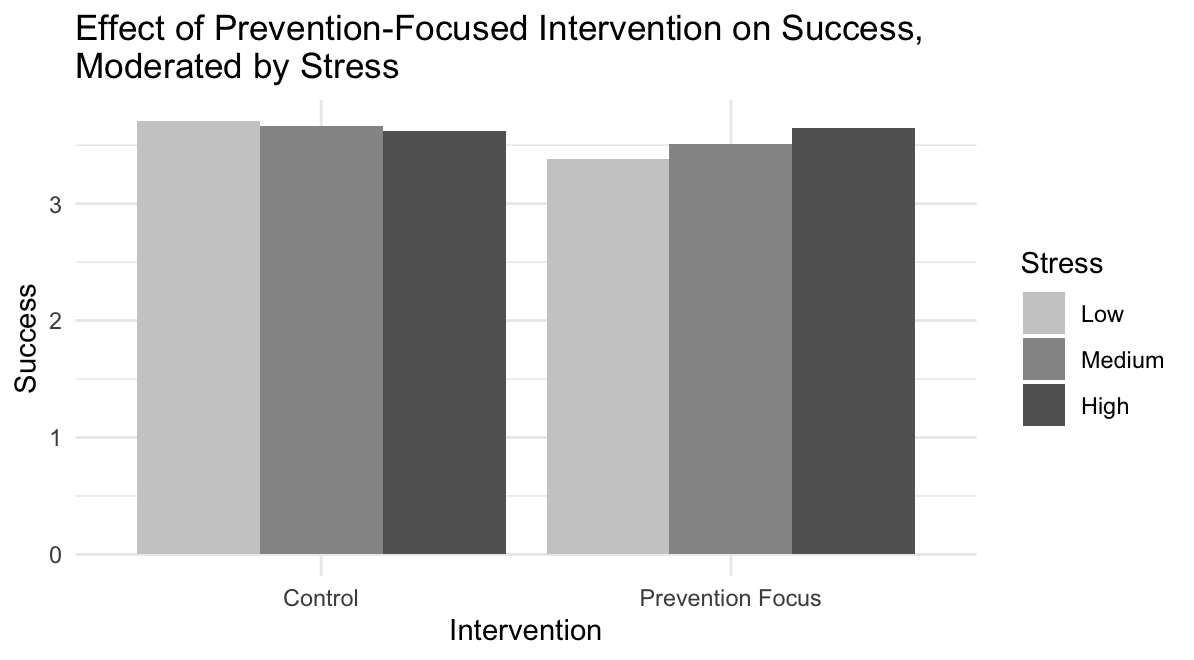 Effect of Prevention-Focused Intervention on Success,
Moderated by Stress
Success
3
2
1
0
Control
Prevention Focus
Intervention
Stress
Low
Medium
High